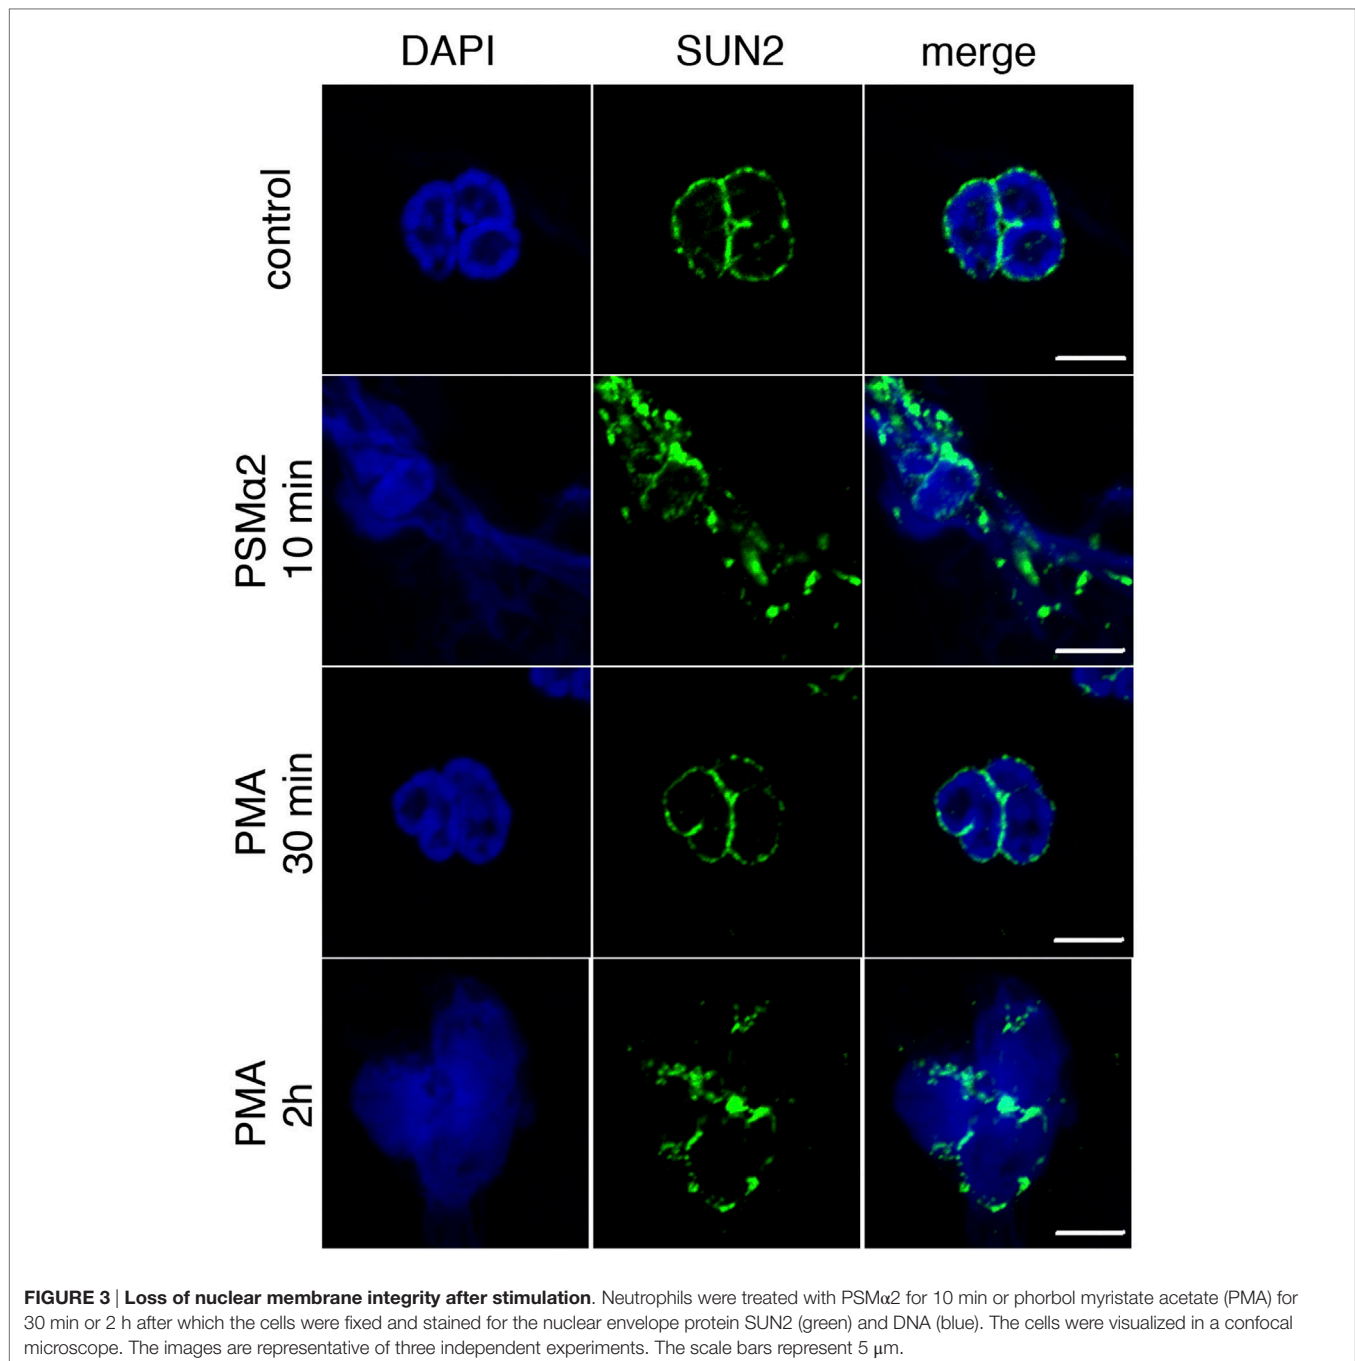 DAPI SUN2 merge
control
PSMα2
10 min
PMA
30 min
PMA
2h
FIGURE 3 | Loss of nuclear membrane integrity after stimulation. Neutrophils were treated with PSMα2 for 10 min or phorbol myristate acetate (PMA) for
30 min or 2 h after which the cells were fixed and stained for the nuclear envelope protein SUN2 (green) and DNA (blue). The cells were visualized in a confocal
microscope. The images are representative of three independent experiments. The scale bars represent 5 μm.